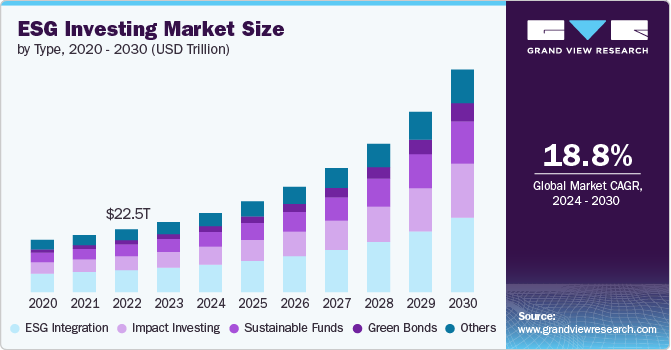 ESG Investing Market Size
by Type, 2020 - 2030 (USD Trillion)
$22.5T
2020 2021 2022 2023 2024 2025 2026 2027 2028 2029 2030
ESG Integration Impact Investing Sustainable Funds Green Bonds Others
GRAND VIEW RESEARCH
18.8%
Global Market CAGR,
2024 - 2030
Source:
www.grandviewresearch.com